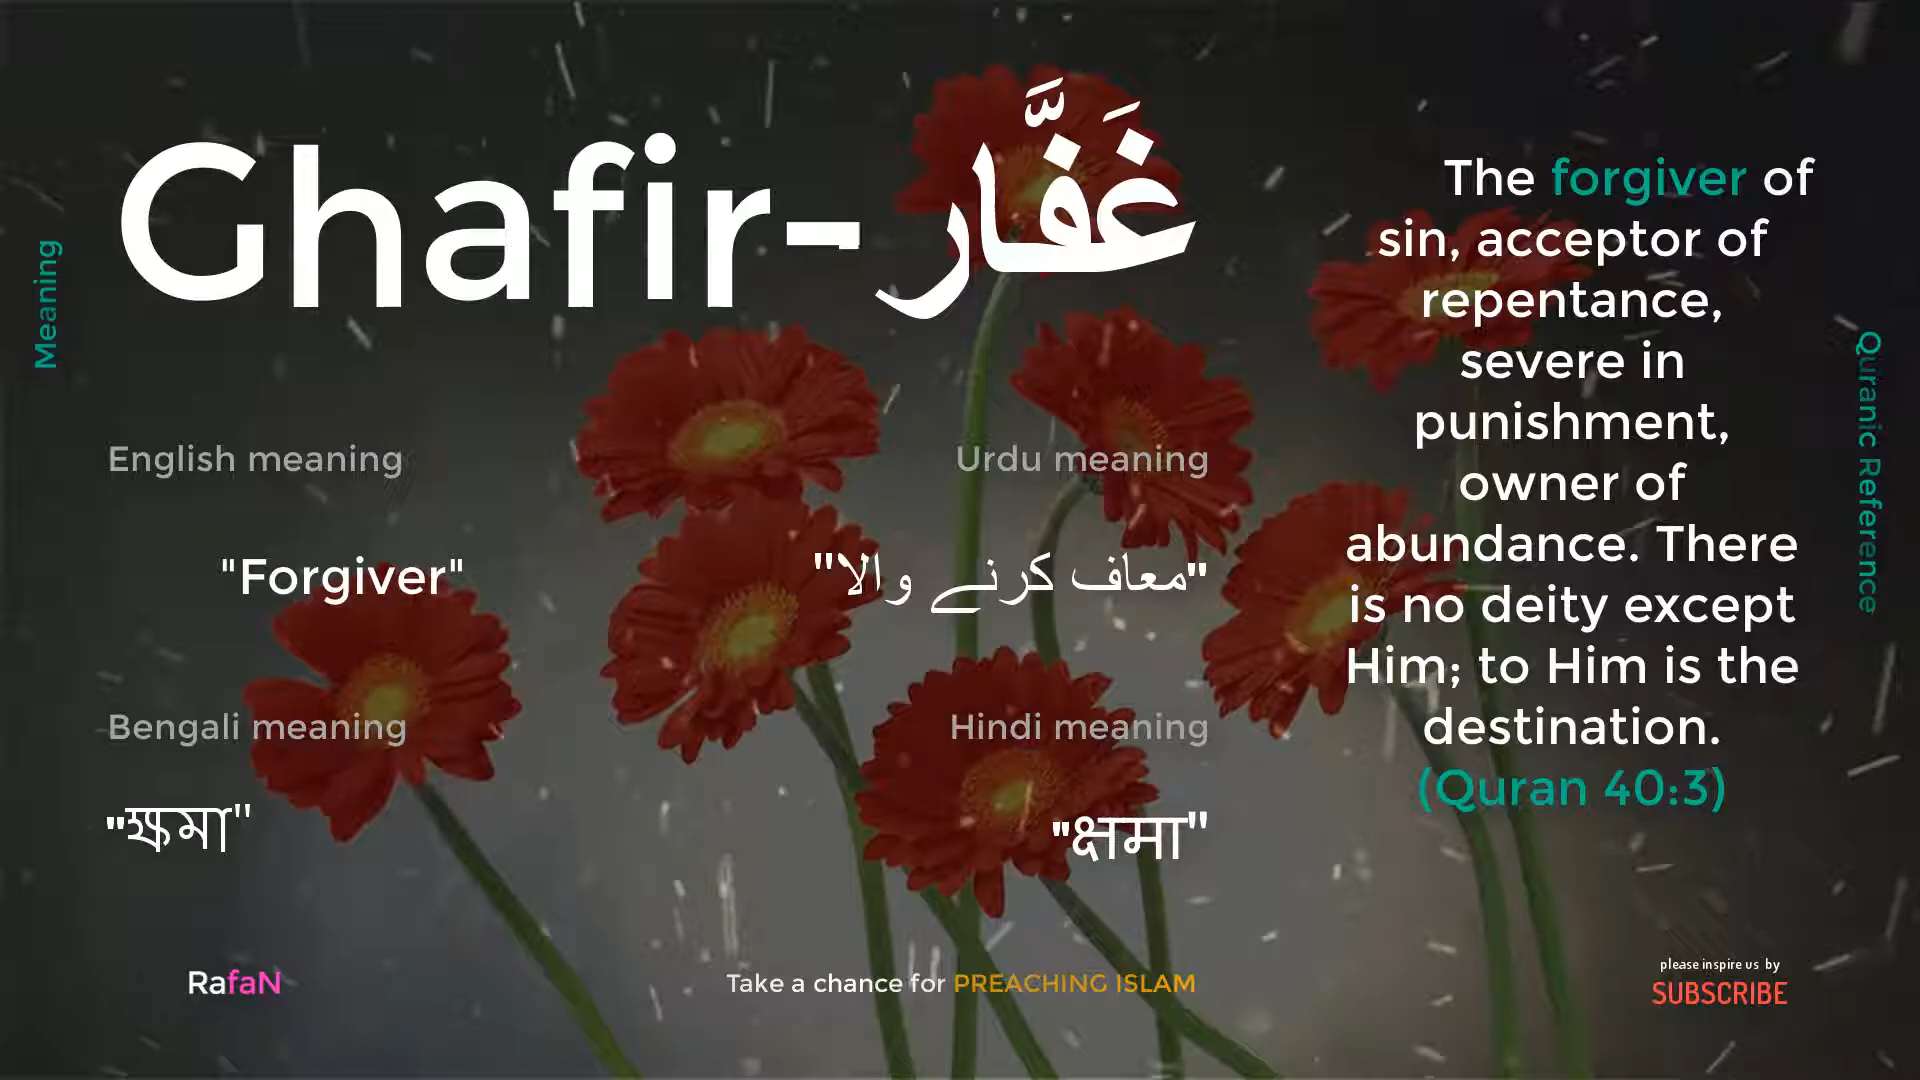 Ghafir-غَفَّار
Meaning
English meaning
"Forgiver"
Urdu meaning
"معاف کرنے والا"
Bengali meaning
"ক্ষমা"
Hindi meaning
"क्षमा"
The forgiver of
sin, acceptor of
repentance,
severe in
punishment,
owner of
abundance. There
is no deity except
Him; to Him is the
destination.
(Quran 40:3)
Quranic Reference
RafaN
Take a chance for PREACHING ISLAM
please inspire us by
SUBSCRIBE